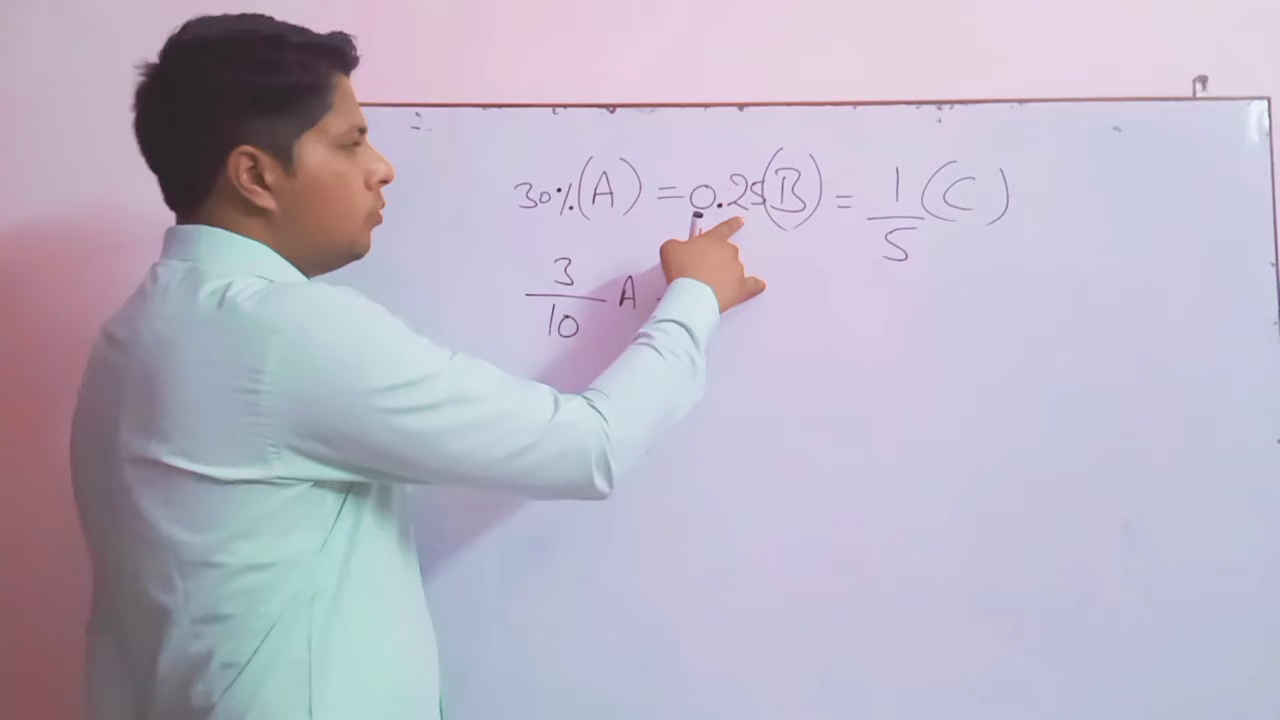 30%(A) = 0.25(B) = 1/5 (C)
3/10 A